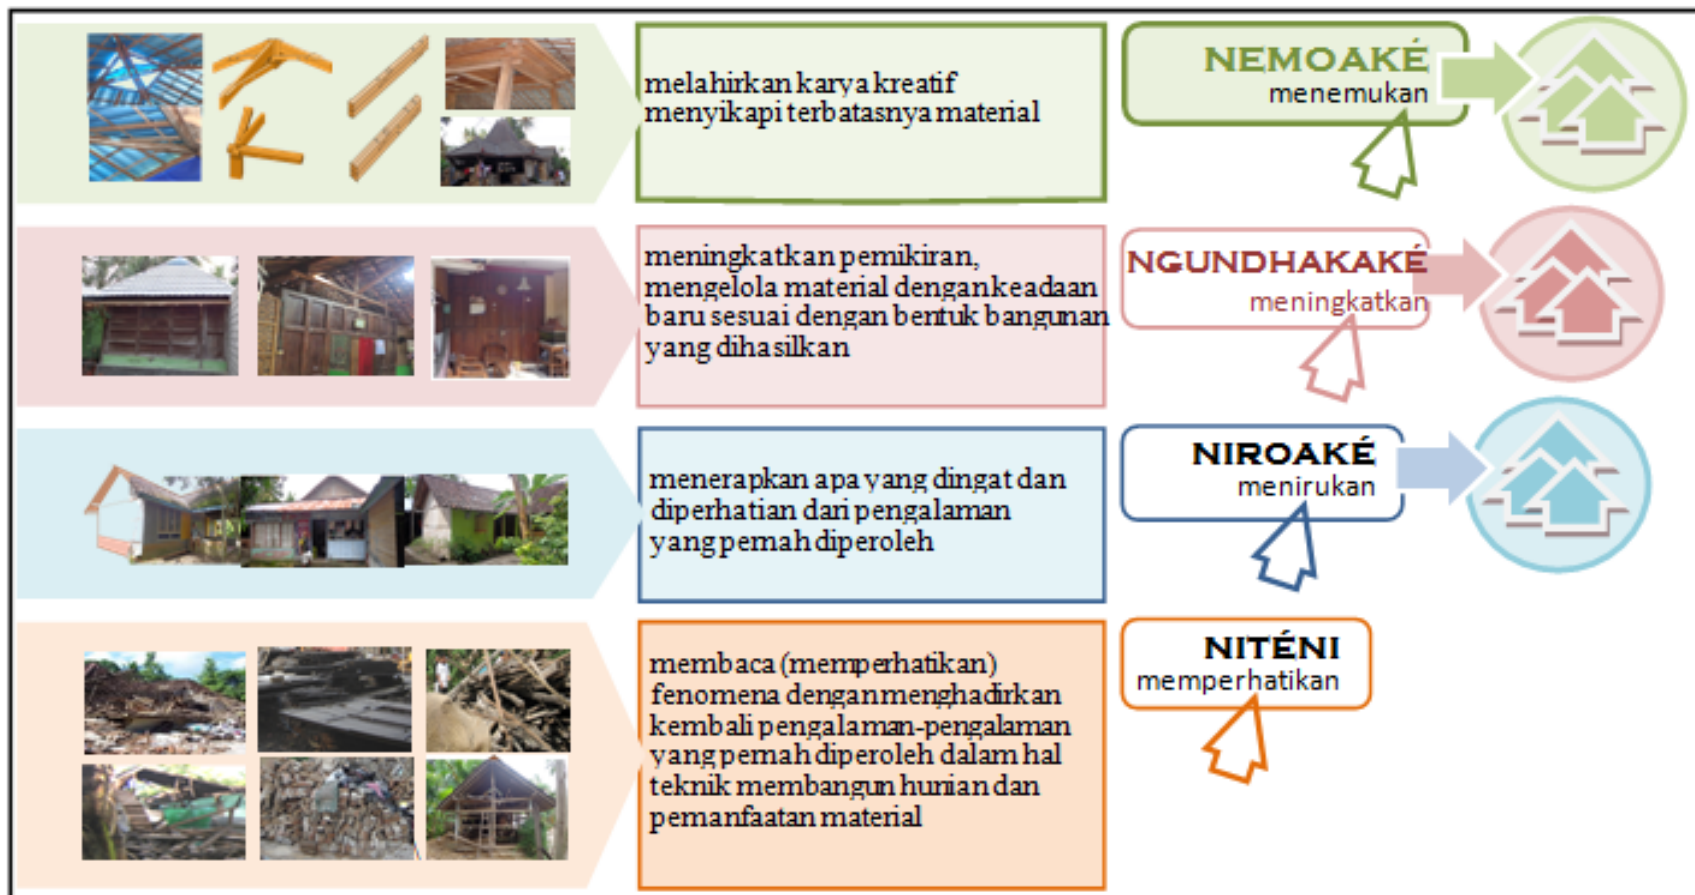 melahirkan karya kreatif
menyikapi terbatasnya material
NEMOAKÉ
menemukan
meningkatkan pemikiran,
mengelola material dengan keadaan
baru sesuai dengan bentuk bangunan
yang dihasilkan
NGUNDHAKAKÉ
meningkatkan
menerapkan apa yang dingat dan
diperhatian dari pengalaman
yang pernah diperoleh
NIROAKÉ
menirukan
membaca (memperhatikan)
fenomena dengan menghadirkan
kembali pengalaman-pengalaman
yang pernah diperoleh dalam hal
teknik membangun hunian dan
pemanfaatan material
NITÉNI
memperhatikan